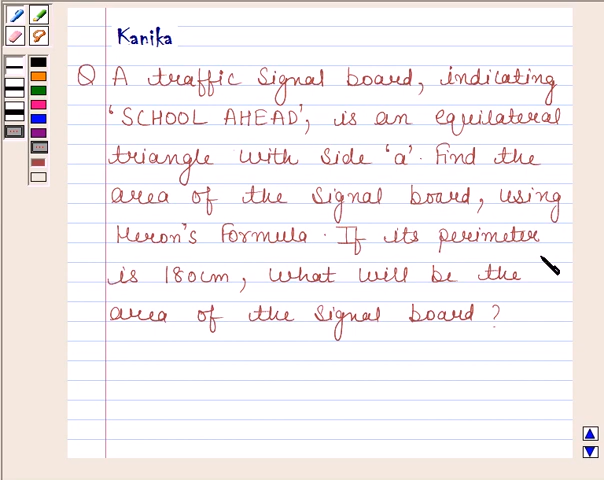 Kanika
Q A traffic Signal board, indicating
'SCHOOL AHEAD', is an equilateral
triangle with side 'a'. Find the
area of the Signal board, using
Heron's Formula. If its perimeter
is 180cm, what will be the
area of the Signal board?